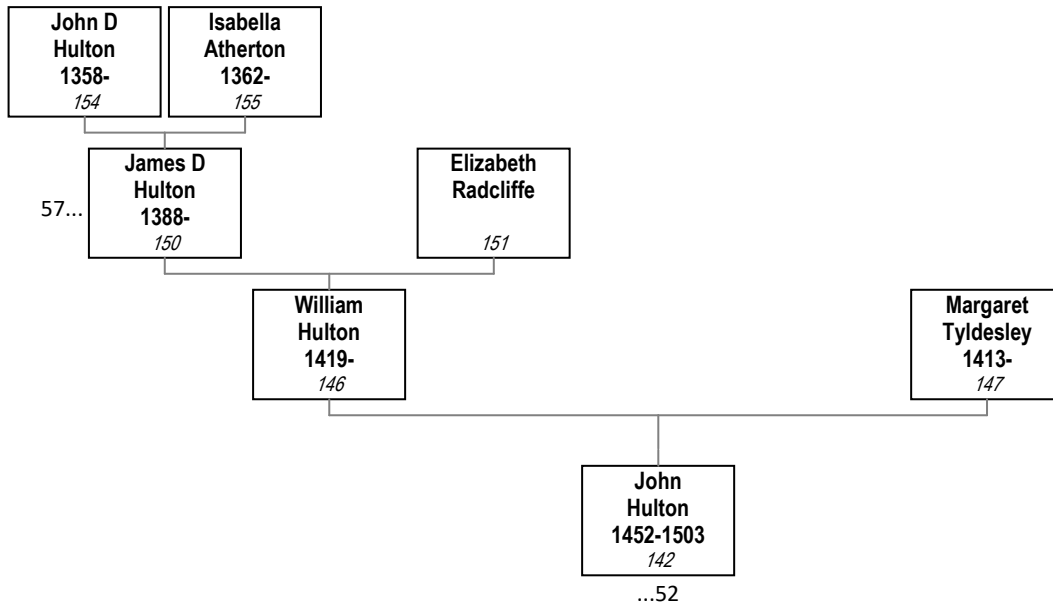 John D
Hulton
1358-
154
Isabella
Atherton
1362-
155
57...
James D
Hulton
1388-
150
Elizabeth
Radcliffe
151
William
Hulton
1419-
146
Margaret
Tyldesley
1413-
147
John
Hulton
1452-1503
142
...52